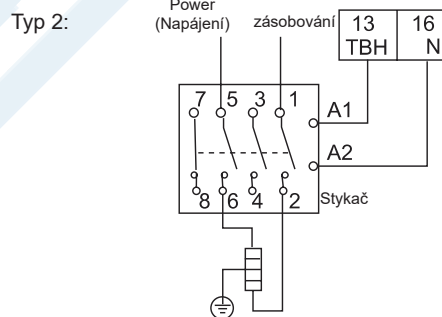 Typ 2:
Power
(Napájení)
zásobování
13
TBH
16
N
7 5 3 1
A1
A2
8 6 4 2
Stykač